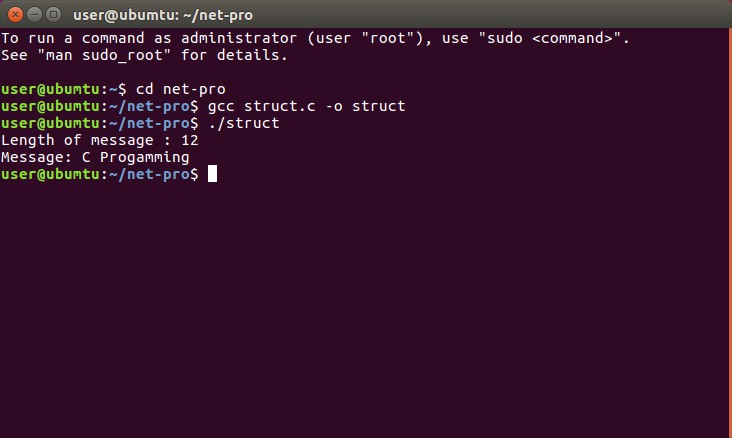 user@ubumtu: ~/net-pro
To run a command as administrator (user "root"), use "sudo <command>".
See "man sudo_root" for details.
user@ubumtu:~$ cd net-pro
user@ubumtu:~/net-pro$ gcc struct.c -o struct
user@ubumtu:~/net-pro$ ./struct
Length of message : 12
Message: C Progamming
user@ubumtu:~/net-pro$